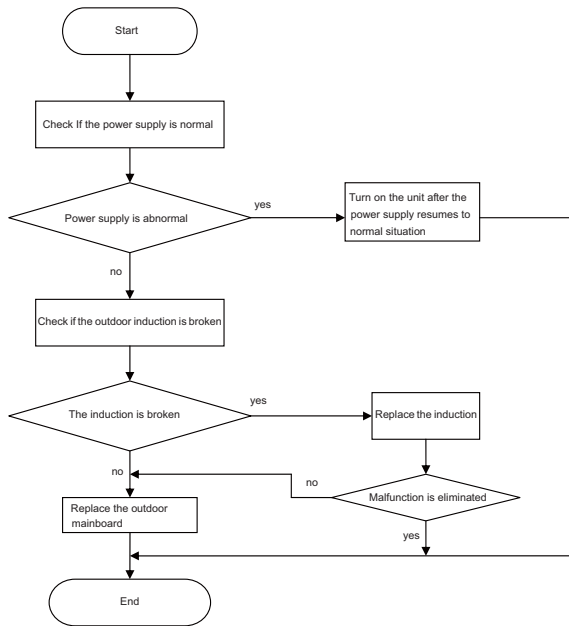 Start
Check If the power supply is normal
Power supply is abnormal
yes
Turn on the unit after the
power supply resumes to
normal situation
no
Check if the outdoor induction is broken
The induction is broken
yes
Replace the induction
no
no
Malfunction is eliminated
Replace the outdoor
mainboard
yes
End